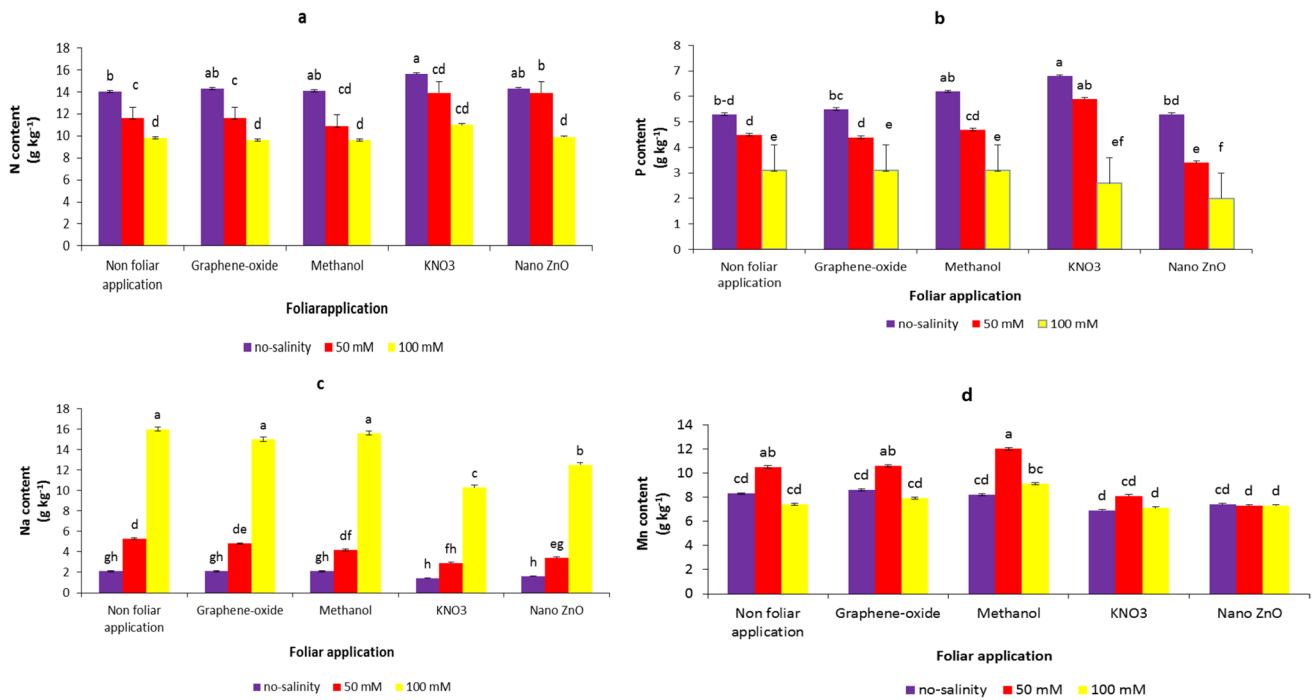 a
N content
(g kg⁻¹)
18
16
14
12
10
8
6
4
2
0
b c d
ab c d
ab cd d
a cd cd
ab b d
Non foliar
application
Graphene-oxide
Methanol
KNO3
Nano ZnO
Foliarapplication
no-salinity 50 mM 100 mM
b
P content
(g kg⁻¹)
8
7
6
5
4
3
2
1
0
b-d d e
bc d e
ab cd e
a ab ef
bd e f
Non foliar
application
Graphene-oxide
Methanol
KNO3
Nano ZnO
Foliar application
no-salinity 50 mM 100 mM
c
Na content
(g kg⁻¹)
18
16
14
12
10
8
6
4
2
0
gh d a
gh de a
gh df a
h fh c
h eg b
Non foliar
application
Graphene-oxide
Methanol
KNO3
Nano ZnO
Foliar application
no-salinity 50 mM 100 mM
d
Mn content
(g kg⁻¹)
14
12
10
8
6
4
2
0
cd ab cd
cd ab cd
cd a bc
d cd d
cd d d
Non foliar
application
Graphene-oxide
Methanol
KNO3
Nano ZnO
Foliar application
no-salinity 50 mM 100 mM